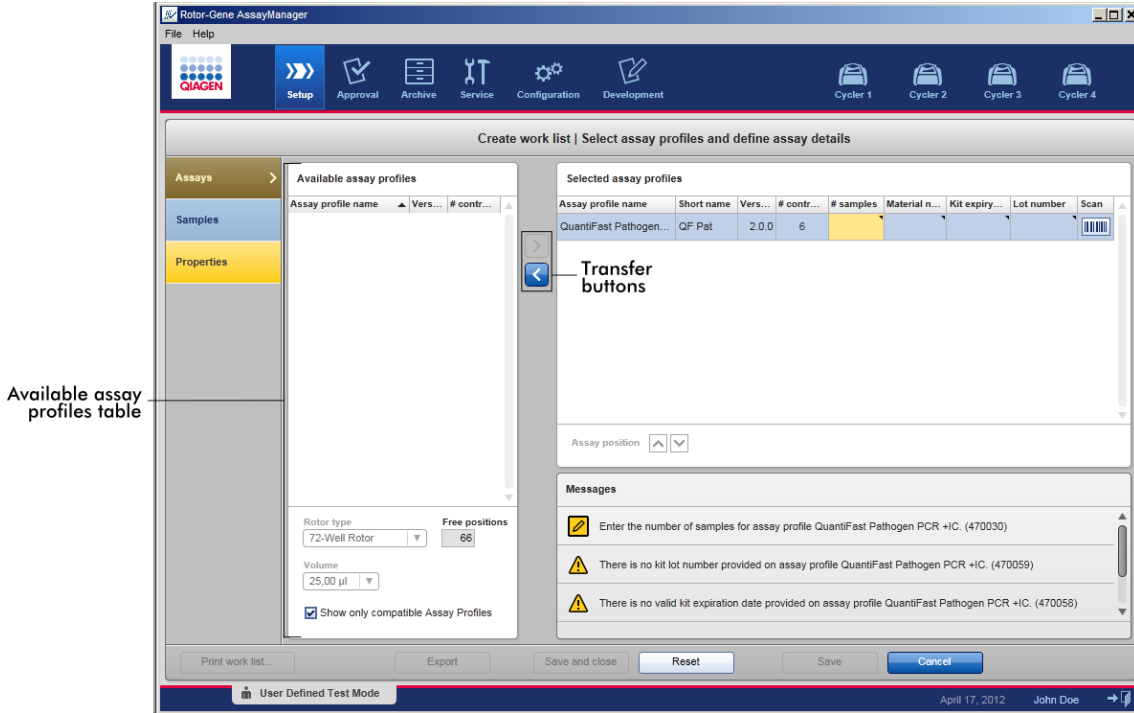 Rotor-Gene AssayManager
File Help
QIAGEN
Setup Approval Archive Service Configuration Development Cycler 1 Cycler 2 Cycler 3 Cycler 4
Create work list | Select assay profiles and define assay details
Assays
Samples
Properties
Available assay profiles
Assay profile name Vers... # contr...
Selected assay profiles
Assay profile name Short name Vers... # contr... # samples Material n... Kit expiry... Lot number Scan
QuantiFast Pathogen... QF Pat 2.0.0 6
Transfer
buttons
Available assay
profiles table
Assay position
Rotor type Free positions
72-Well Rotor 66
Volume
25,00 µl
Show only compatible Assay Profiles
Messages
Enter the number of samples for assay profile QuantiFast Pathogen PCR +IC. (470030)
There is no kit lot number provided on assay profile QuantiFast Pathogen PCR +IC. (470059)
There is no valid kit expiration date provided on assay profile QuantiFast Pathogen PCR +IC. (470058)
Print work list... Export Save and close Reset Save Cancel
User Defined Test Mode
April 17, 2012 John Doe